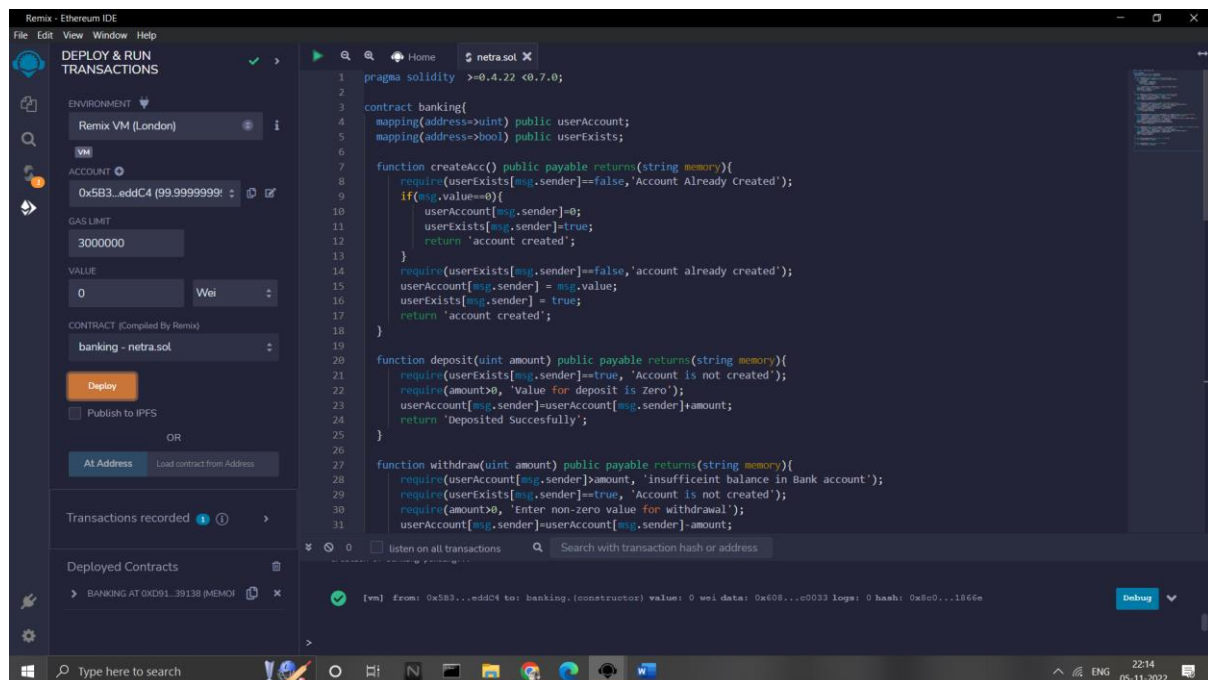 Remix - Ethereum IDE
File Edit View Window Help
DEPLOY & RUN
TRANSACTIONS
ENVIRONMENT
Remix VM (London)
VM
ACCOUNT
0x5B3...eddC4 (99.9999999
GAS LIMIT
3000000
VALUE
0 Wei
CONTRACT (Compiled By Remix)
banking - netra.sol
Deploy
Publish to IPFS
OR
At Address Load contract from Address
Transactions recorded 1
Deployed Contracts
BANKING AT 0XD91...39138 (MEMOI
Home netra.sol
1 pragma solidity >=0.4.22 <0.7.0;
2
3 contract banking{
4 mapping(address=>uint) public userAccount;
5 mapping(address=>bool) public userExists;
6
7 function createAcc() public payable returns(string memory){
8 require(userExists[msg.sender]==false,'Account Already Created');
9 if(msg.value==0){
10 userAccount[msg.sender]=0;
11 userExists[msg.sender]=true;
12 return 'account created';
13 }
14 require(userExists[msg.sender]==false,'account already created');
15 userAccount[msg.sender] = msg.value;
16 userExists[msg.sender] = true;
17 return 'account created';
18 }
19
20 function deposit(uint amount) public payable returns(string memory){
21 require(userExists[msg.sender]==true, 'Account is not created');
22 require(amount>0, 'Value for deposit is Zero');
23 userAccount[msg.sender]=userAccount[msg.sender]+amount;
24 return 'Deposited Succesfully';
25 }
26
27 function withdraw(uint amount) public payable returns(string memory){
28 require(userAccount[msg.sender]>amount, 'insufficeint balance in Bank account');
29 require(userExists[msg.sender]==true, 'Account is not created');
30 require(amount>0, 'Enter non-zero value for withdrawal');
31 userAccount[msg.sender]=userAccount[msg.sender]-amount;
0 listen on all transactions Search with transaction hash or address
[vm] from: 0x5B3...eddC4 to: banking.(constructor) value: 0 wei data: 0x608...c0033 logs: 0 hash: 0x8c0...1866e
Debug
>
Type here to search
ENG
22:14
05-11-2022